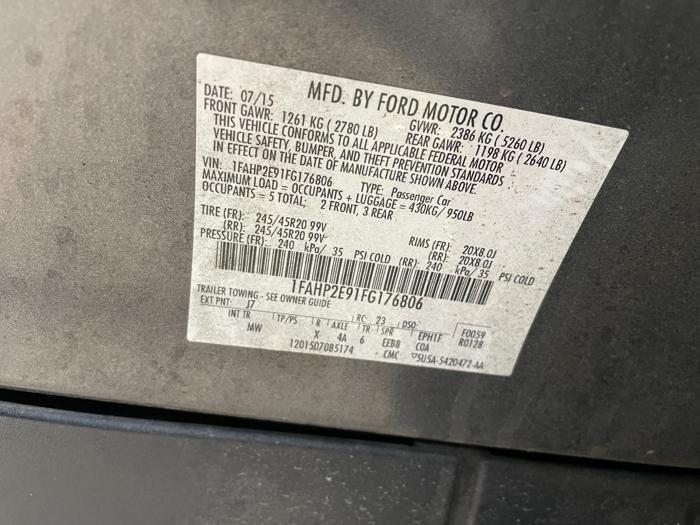 MFD. BY FORD MOTOR CO.
DATE: 07/15 GVWR: 2386 KG ( 5260 LB)
FRONT GAWR: 1261 KG ( 2780 LB) REAR GAWR: 1198 KG ( 2640 LB)
THIS VEHICLE CONFORMS TO ALL APPLICABLE FEDERAL MOTOR
VEHICLE SAFETY, BUMPER, AND THEFT PREVENTION STANDARDS
IN EFFECT ON THE DATE OF MANUFACTURE SHOWN ABOVE.
VIN: 1FAHP2E91FG176806 TYPE: Passenger Car
MAXIMUM LOAD = OCCUPANTS + LUGGAGE = 430KG/ 950LB
OCCUPANTS = 5 TOTAL; 2 FRONT, 3 REAR
TIRE (FR): 245/45R20 99V RIMS (FR): 20X8.0J
(RR): 245/45R20 99V (RR): 20X8.0J
PRESSURE (FR): 240 kPa/ 35 PSI COLD (RR): 240 kPa/ 35 PSI COLD
1FAHP2E91FG176806
TRAILER TOWING - SEE OWNER GUIDE
EXT PNT: J7 RC: 23 DSO: F0059
INT TR TP/PS R AXLE TR SPR EPH1F R0128
MW X 4A 6 EEB8 COA
1201507085174 CMC SU5A-5420472-AA